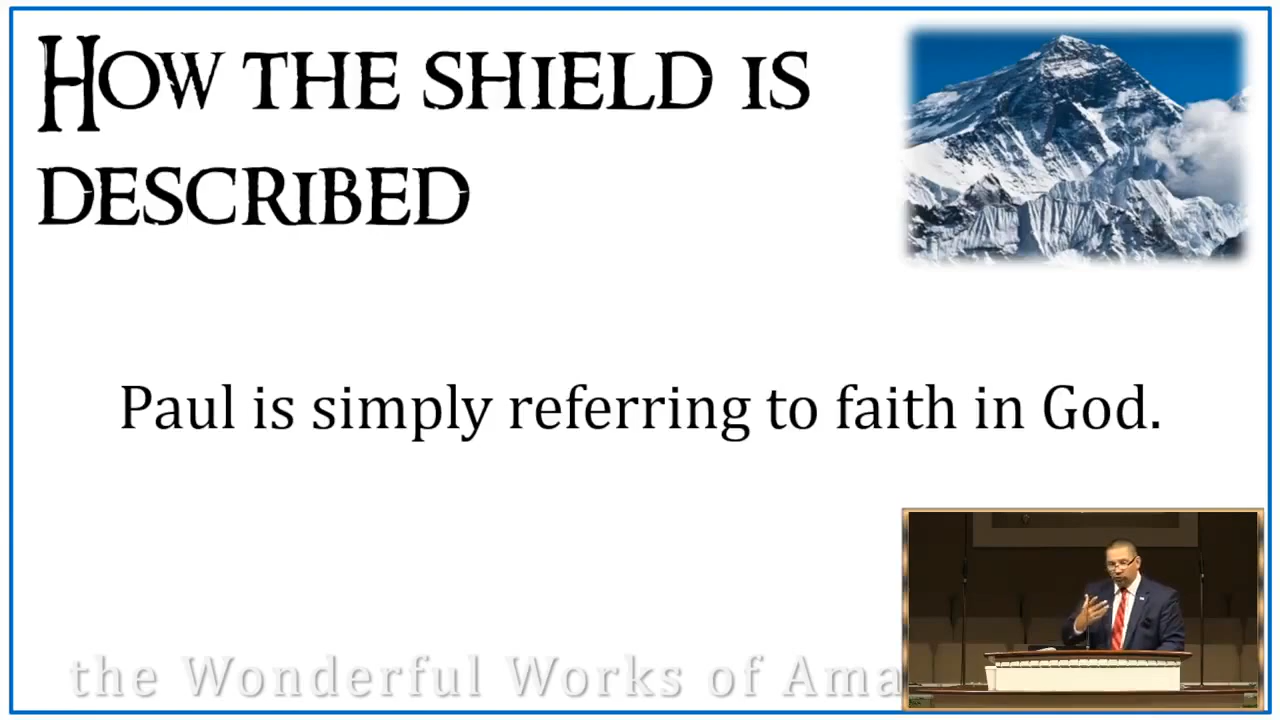 How the shield is
described
Paul is simply referring to faith in God.
the Wonderful Works of